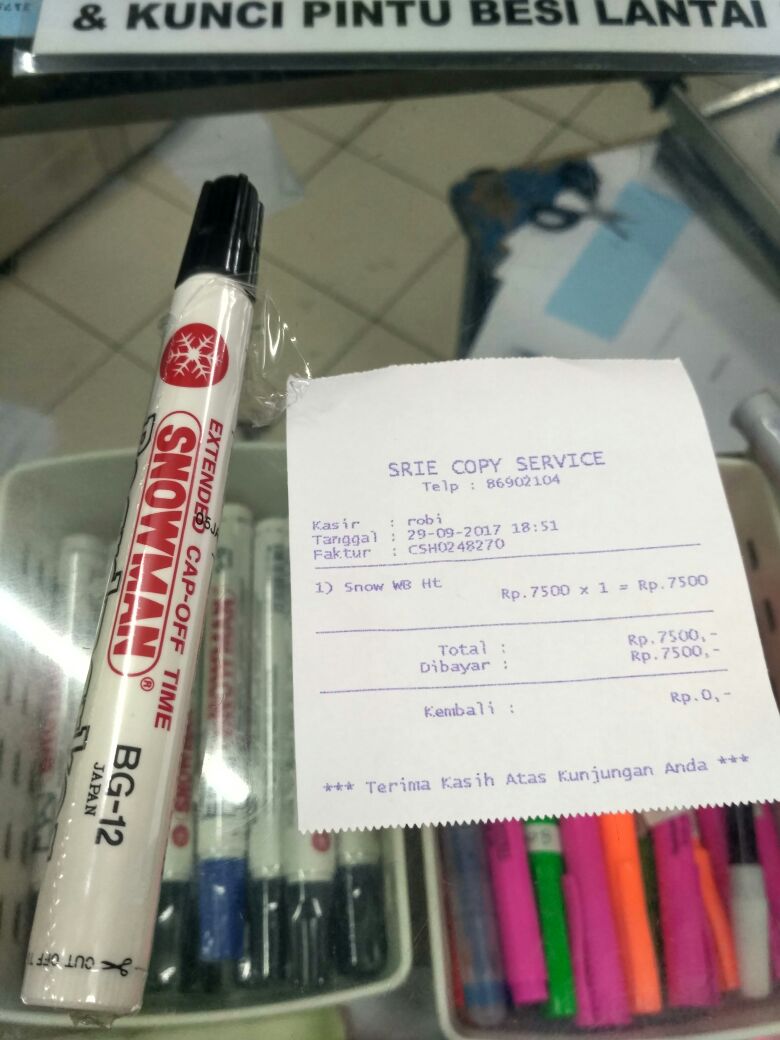 & KUNCI PINTU BESI LANTAI
EXTENDED CAP-OFF TIME
SNOWMAN®
BG-12
JAPAN
CUT OFF
SRIE COPY SERVICE
Telp : 86902104
Kasir : robi
Tanggal : 29-09-2017 18:51
Faktur : CSH0248270
1) Snow WB Ht Rp.7500 x 1 = Rp.7500
Total : Rp.7500,-
Dibayar : Rp.7500,-
Kembali : Rp.0,-
*** Terima Kasih Atas Kunjungan Anda ***